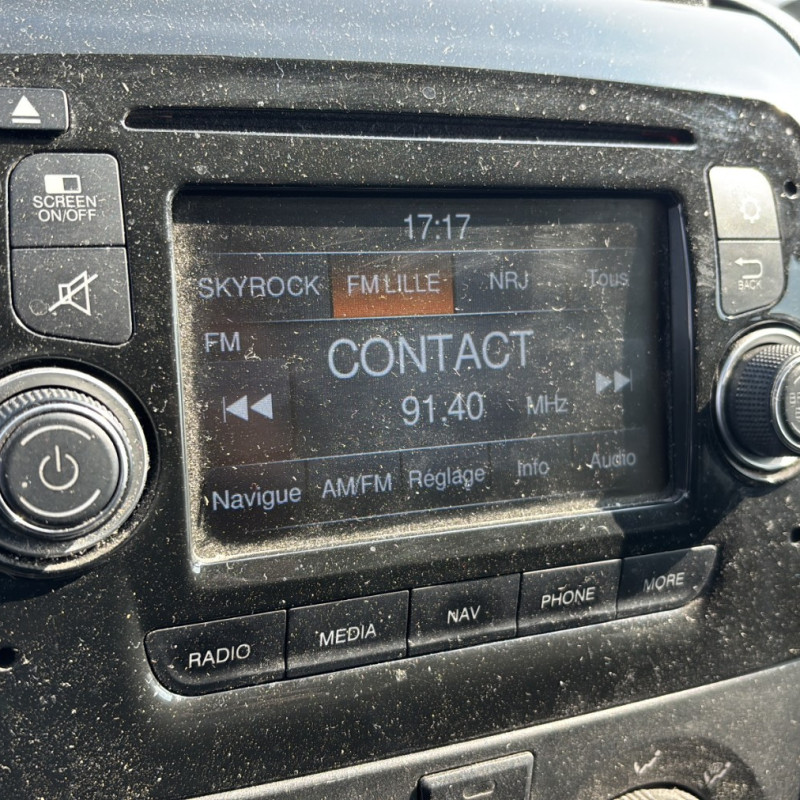 SCREEN
ON/OFF
17:17
SKYROCK FM LILLE NRJ Tous
FM
CONTACT
91.40 MHz
Navigue AM/FM Réglage Info Audio
BACK
RADIO MEDIA NAV PHONE MORE